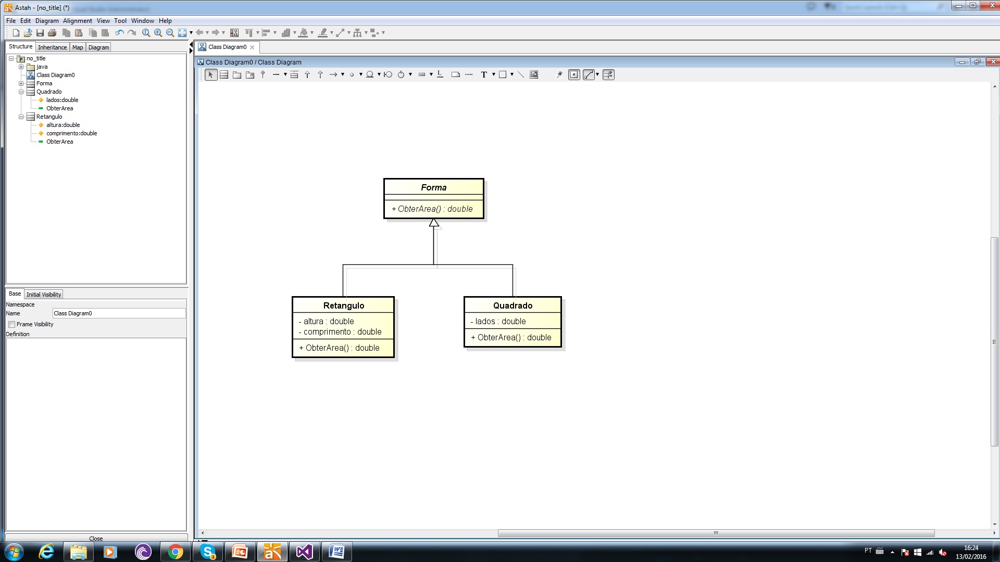 Astah - [no_title] (*)
File Edit Diagram Alignment View Tool Window Help
Structure Inheritance Map Diagram
no_title
java
Class Diagram0
Forma
Quadrado
lados:double
ObterArea
Retangulo
altura:double
comprimento:double
ObterArea
Base Initial Visibility
Namespace
Name Class Diagram0
Frame Visibility
Definition
Close
Class Diagram0
Class Diagram0 / Class Diagram
T
Forma
+ ObterArea() : double
Retangulo
- altura : double
- comprimento : double
+ ObterArea() : double
Quadrado
- lados : double
+ ObterArea() : double
PT
16:24
13/02/2016